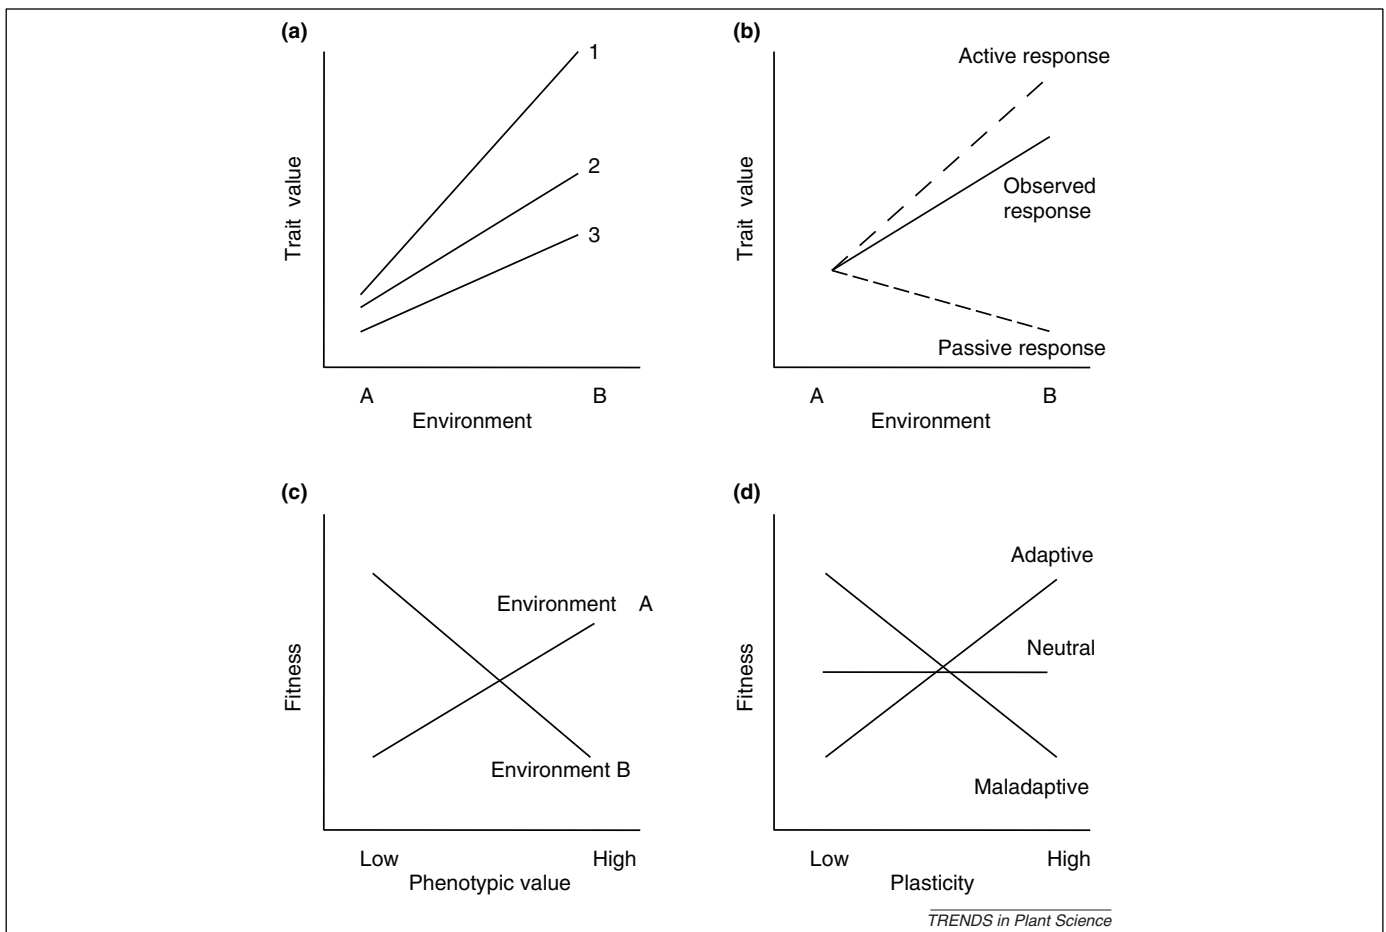 (a)
1
2
3
Trait value
A
B
Environment
(b)
Active response
Observed
response
Passive response
Trait value
A
B
Environment
(c)
Environment A
Environment B
Fitness
Low
High
Phenotypic value
(d)
Adaptive
Neutral
Maladaptive
Fitness
Low
High
Plasticity
TRENDS in Plant Science